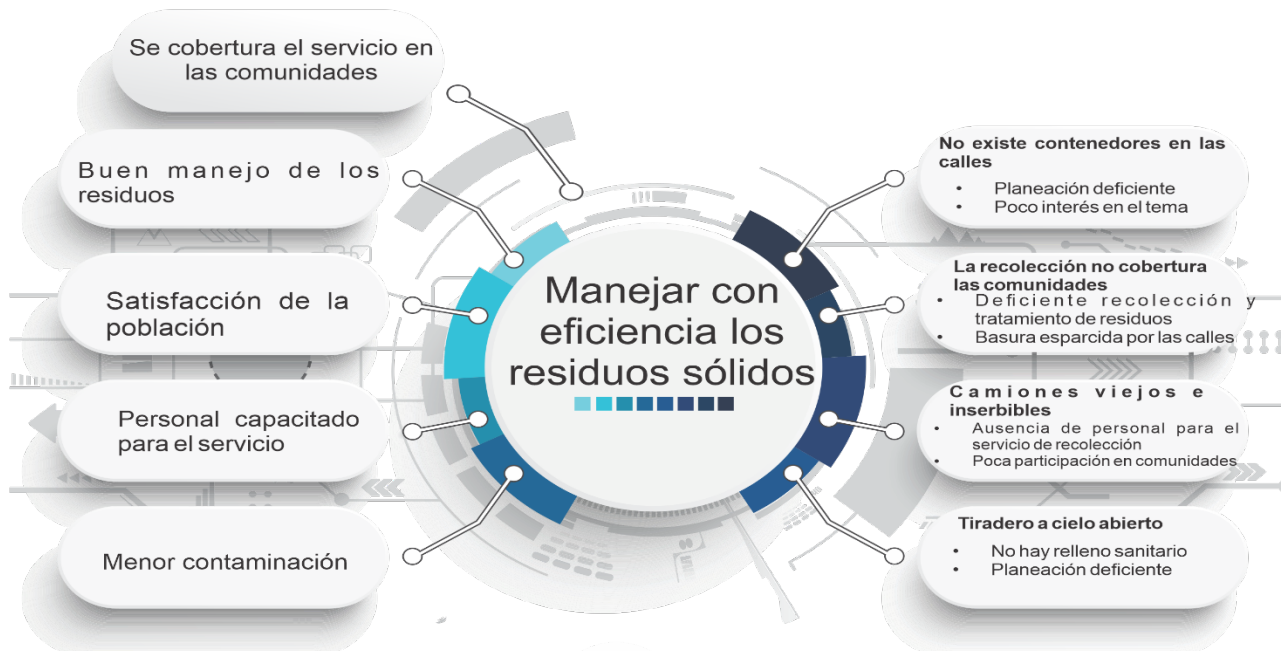 Se cobertura el servicio en
las comunidades
Buen manejo de los
residuos
Satisfacción de la
población
Personal capacitado
para el servicio
Menor contaminación
Manejar con
eficiencia los
residuos sólidos
No existe contenedores en las
calles
• Planeación deficiente
• Poco interés en el tema
La recolección no cobertura
las comunidades
• Deficiente recolección y
tratamiento de residuos
• Basura esparcida por las calles
Camiones viejos e
inserbibles
• Ausencia de personal para el
servicio de recolección
• Poca participación en comunidades
Tiradero a cielo abierto
• No hay relleno sanitario
• Planeación deficiente